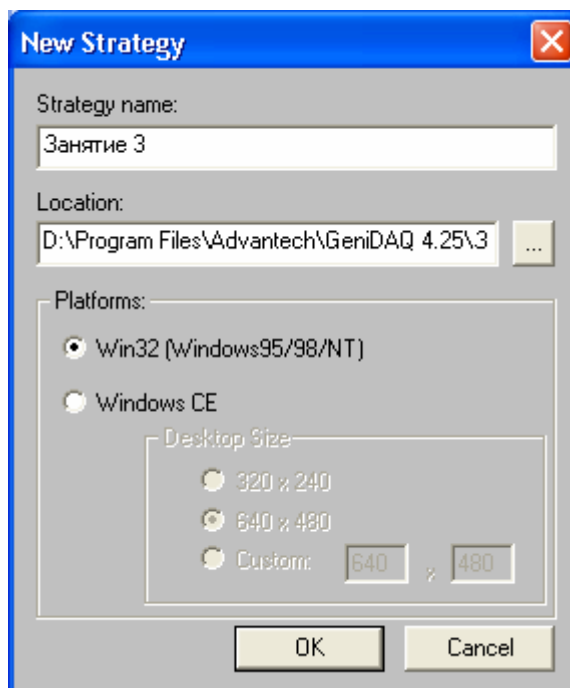 New Strategy
Strategy name:
Занятие 3
Location:
D:\Program Files\Advantech\GeniDAQ 4.25\3
...
Platforms:
Win32 (Windows95/98/NT)
Windows CE
Desktop Size
320 x 240
640 x 480
Custom: 640 x 480
OK Cancel